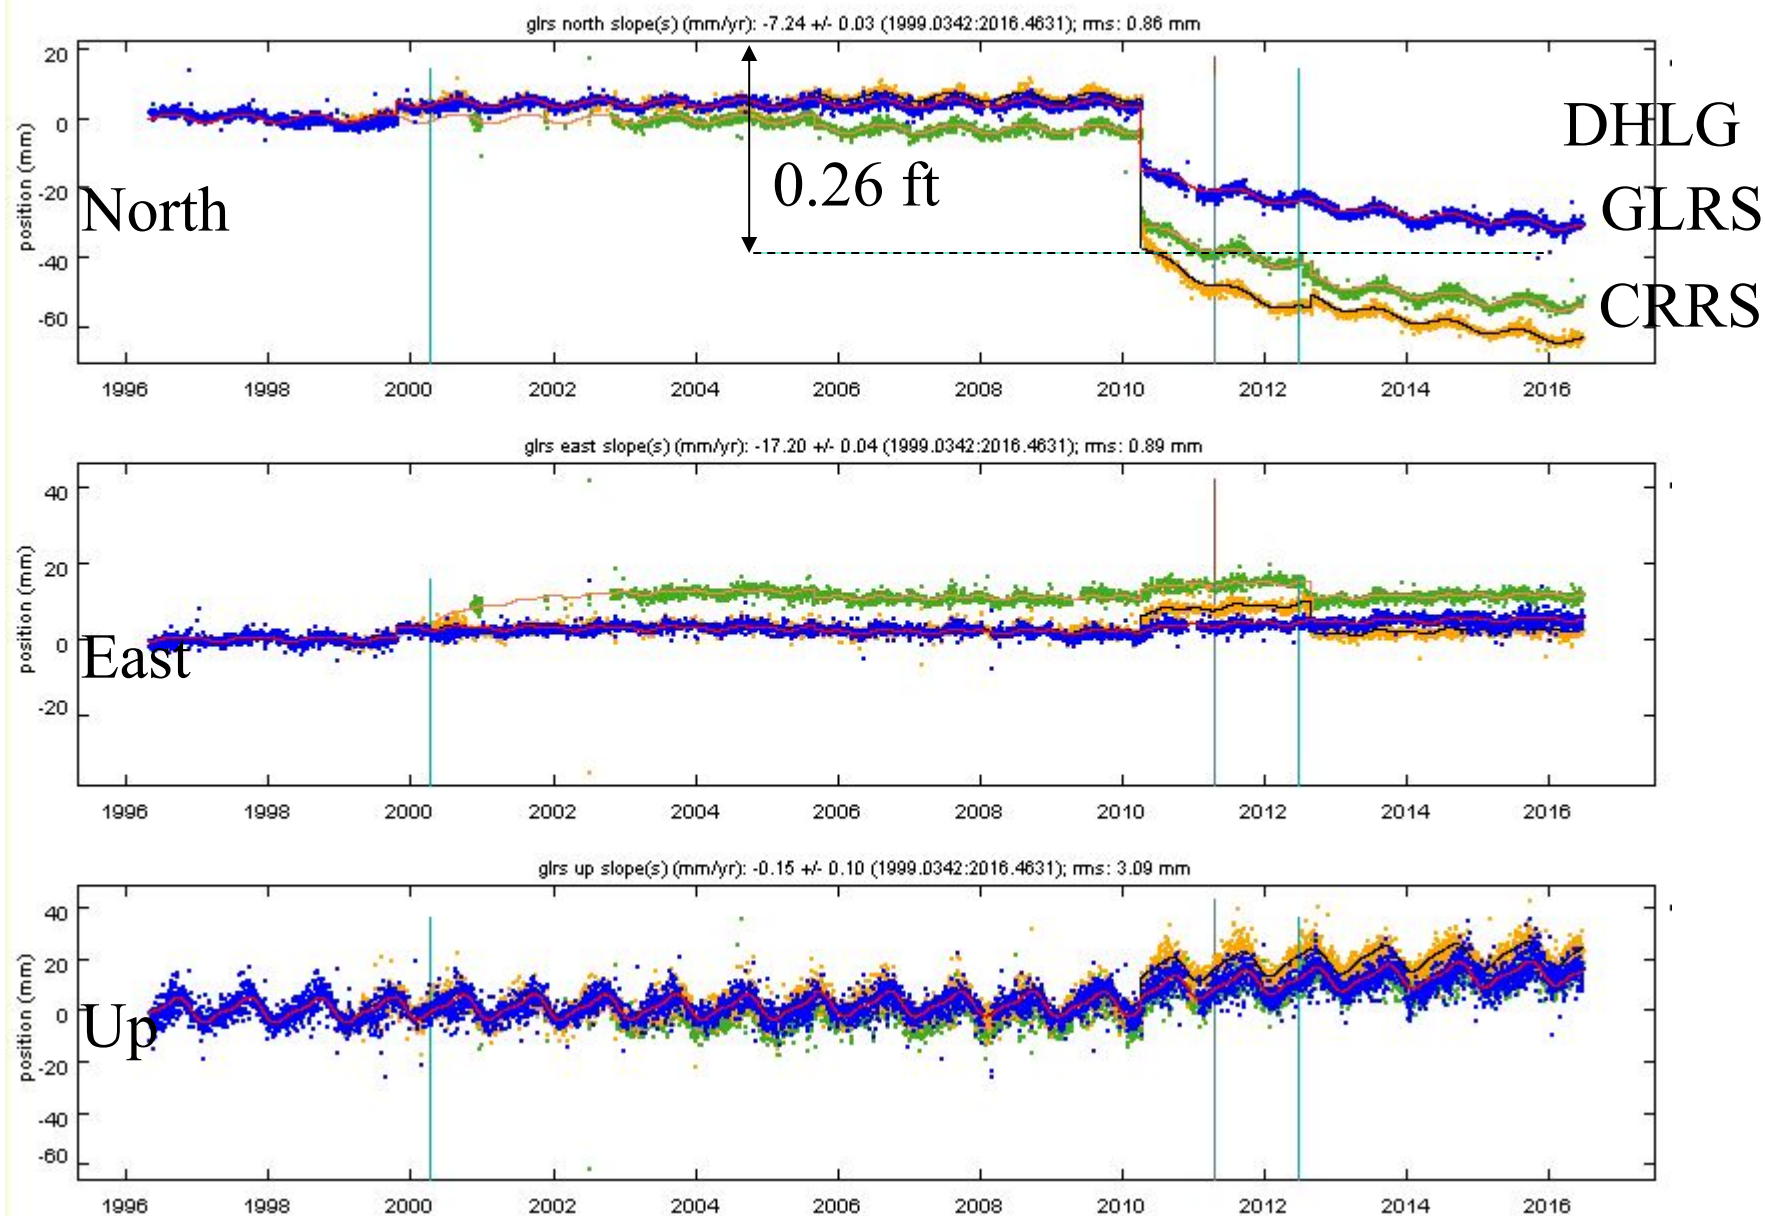 glrs north slope(s) (mm/yr): -7.24 +/- 0.03 (1999.0342:2016.4631); rms: 0.86 mm
20
0
-20
-40
-60
position (mm)
North
0.26 ft
DHLG
GLRS
CRRS
1996 1998 2000 2002 2004 2006 2008 2010 2012 2014 2016
glrs east slope(s) (mm/yr): -17.20 +/- 0.04 (1999.0342:2016.4631); rms: 0.89 mm
40
20
0
-20
position (mm)
East
1996 1998 2000 2002 2004 2006 2008 2010 2012 2014 2016
glrs up slope(s) (mm/yr): -0.15 +/- 0.10 (1999.0342:2016.4631); rms: 3.09 mm
40
20
0
-20
-40
-60
position (mm)
Up
1996 1998 2000 2002 2004 2006 2008 2010 2012 2014 2016